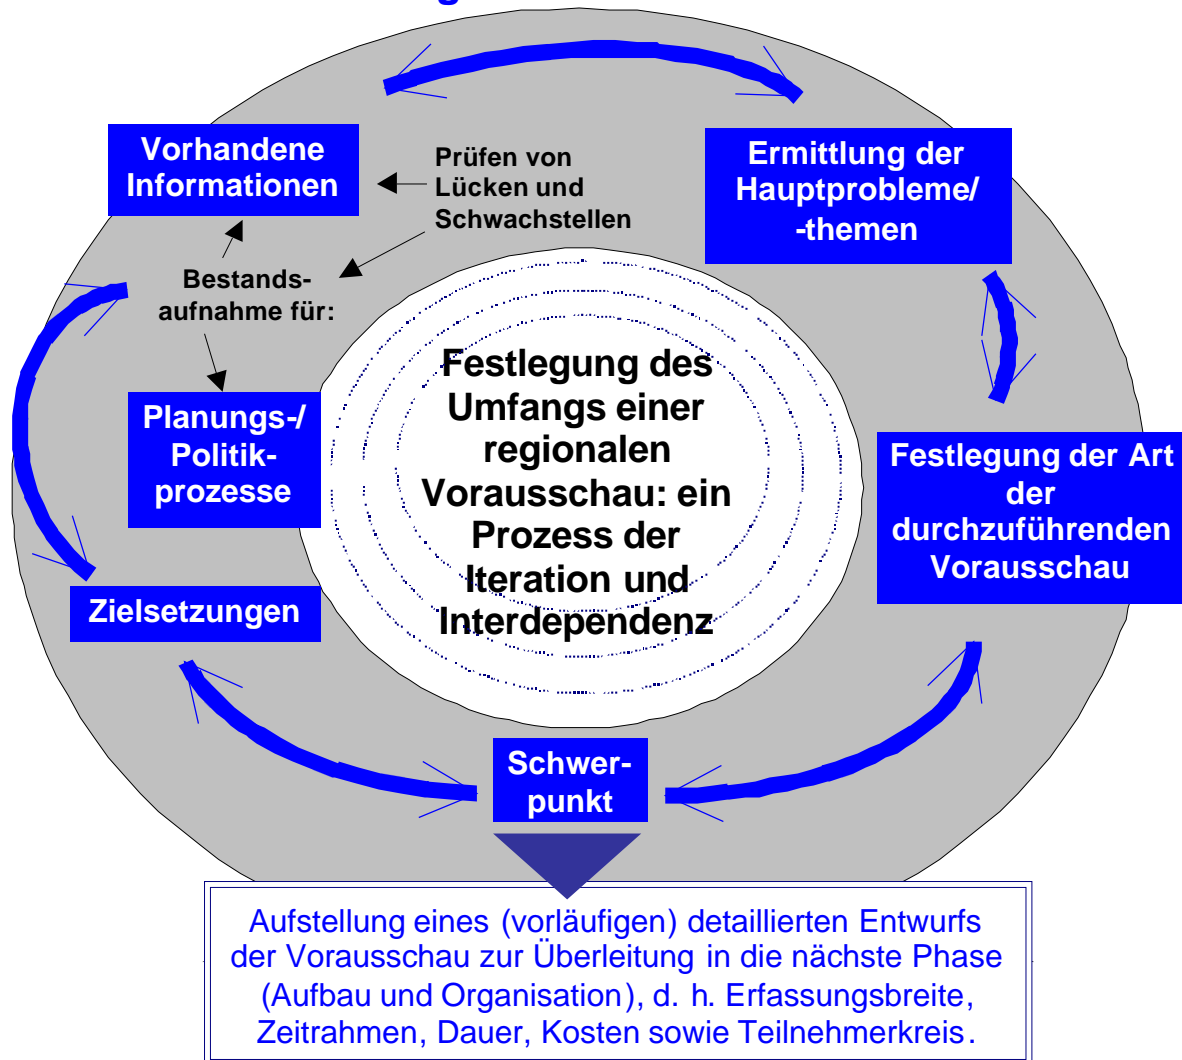 Vorhandene
Informationen
Prüfen von
Lücken und
Schwachstellen
Ermittlung der
Hauptprobleme/
-themen
Bestands-
aufnahme für:
Planungs-/
Politik-
prozesse
Festlegung des
Umfangs einer
regionalen
Vorausschau: ein
Prozess der
Iteration und
Interdependenz
Festlegung der Art
der
durchzuführenden
Vorausschau
Zielsetzungen
Schwer-
punkt
Aufstellung eines (vorläufigen) detaillierten Entwurfs
der Vorausschau zur Überleitung in die nächste Phase
(Aufbau und Organisation), d. h. Erfassungsbreite,
Zeitrahmen, Dauer, Kosten sowie Teilnehmerkreis.